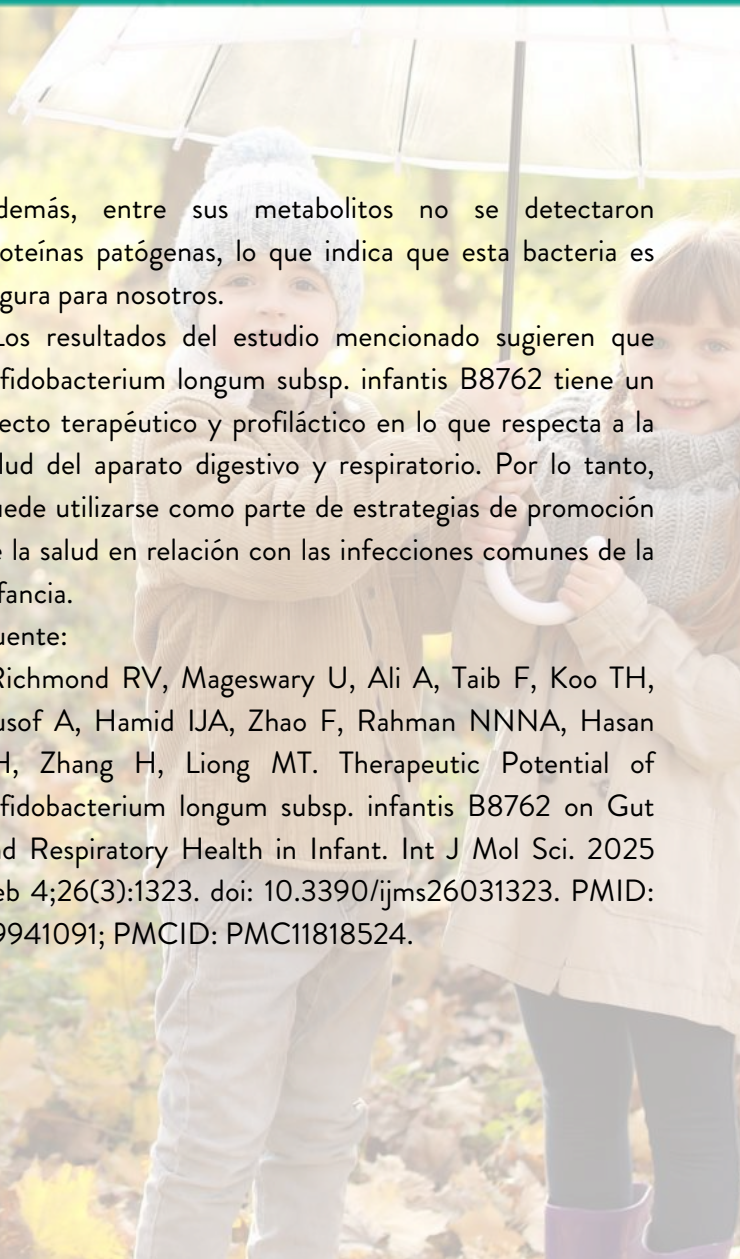 demás, entre sus metabolitos no se detectaron
oteínas patógenas, lo que indica que esta bacteria es
gura para nosotros.
Los resultados del estudio mencionado sugieren que
fidobacterium longum subsp. infantis B8762 tiene un
ecto terapéutico y profiláctico en lo que respecta a la
lud del aparato digestivo y respiratorio. Por lo tanto,
uede utilizarse como parte de estrategias de promoción
e la salud en relación con las infecciones comunes de la
fancia.
uente:
Richmond RV, Mageswary U, Ali A, Taib F, Koo TH,
usof A, Hamid IJA, Zhao F, Rahman NNNA, Hasan
H, Zhang H, Liong MT. Therapeutic Potential of
fidobacterium longum subsp. infantis B8762 on Gut
nd Respiratory Health in Infant. Int J Mol Sci. 2025
eb 4;26(3):1323. doi: 10.3390/ijms26031323. PMID:
9941091; PMCID: PMC11818524.